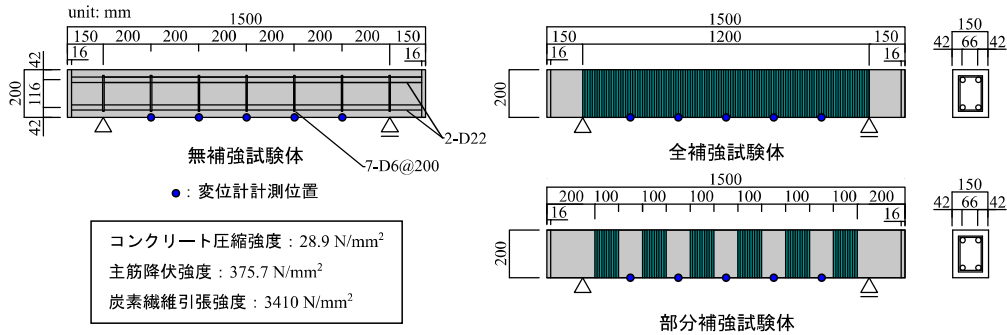 unit: mm
1500
150 200 200 200 200 200 200 150
16 16
42
200 116
42
2-D22
7-D6@200
無補強試験体
●：変位計計測位置
コンクリート圧縮強度：28.9 N/mm²
主筋降伏強度：375.7 N/mm²
炭素繊維引張強度：3410 N/mm²
1500
150 1200 150
16 16
200
全補強試験体
150
42 66 42
1500
200 100 100 100 100 100 100 200
16 16
200
部分補強試験体
150
42 66 42